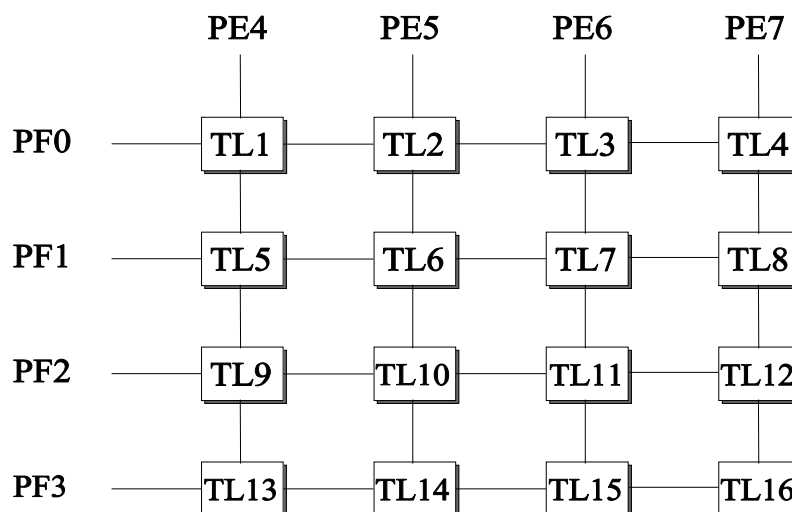 PE4 PE5 PE6 PE7
PF0 TL1 TL2 TL3 TL4
PF1 TL5 TL6 TL7 TL8
PF2 TL9 TL10 TL11 TL12
PF3 TL13 TL14 TL15 TL16